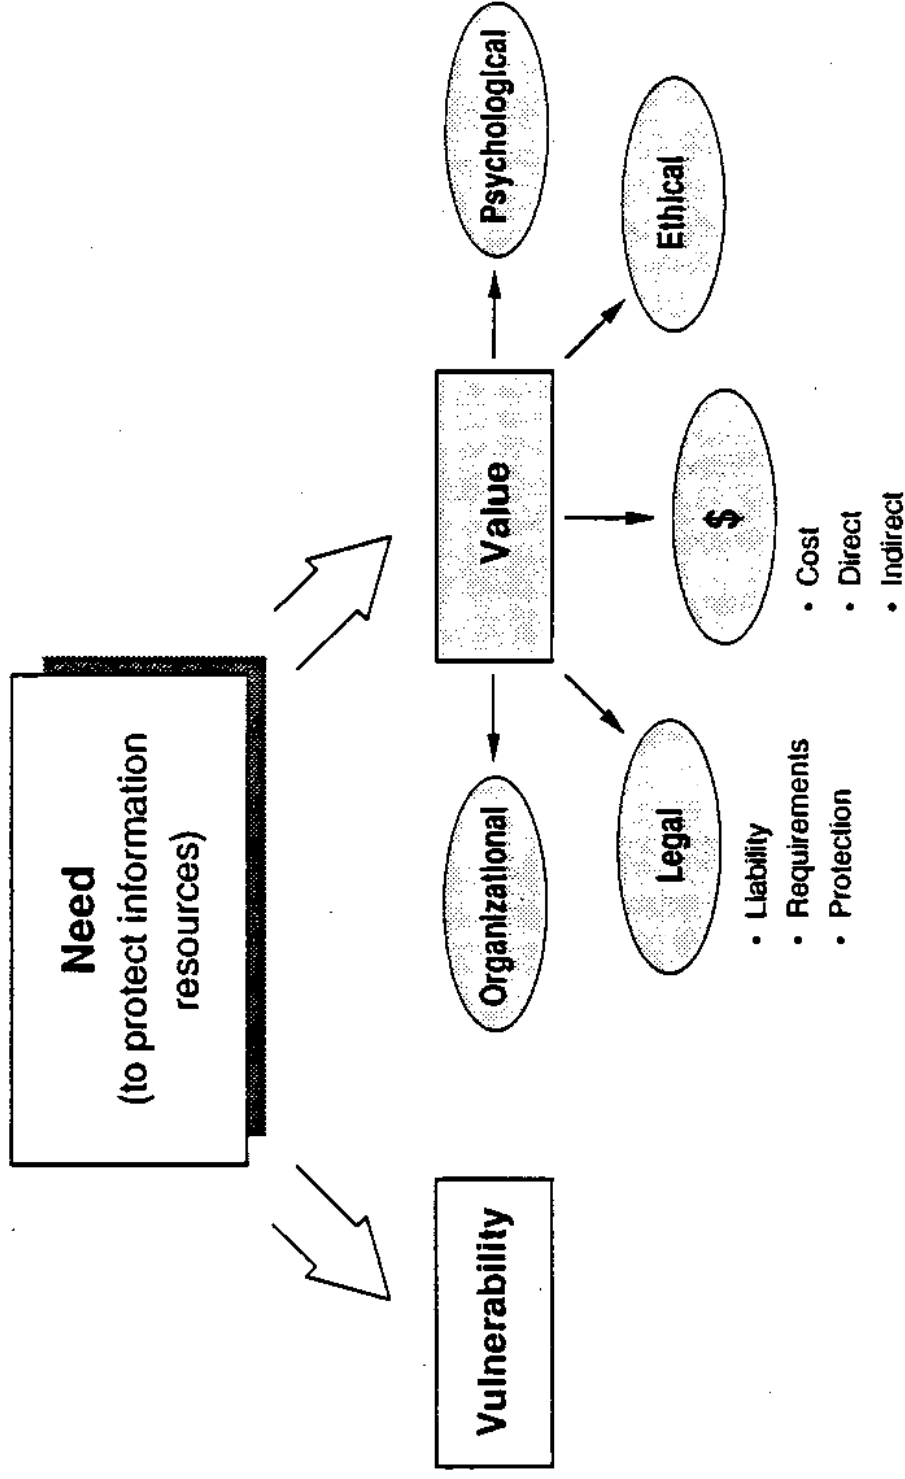 Need
(to protect information
resources)
Vulnerability
Value
Organizational
Psychological
Legal
• Liability
• Requirements
• Protection
$
• Cost
• Direct
• Indirect
Ethical